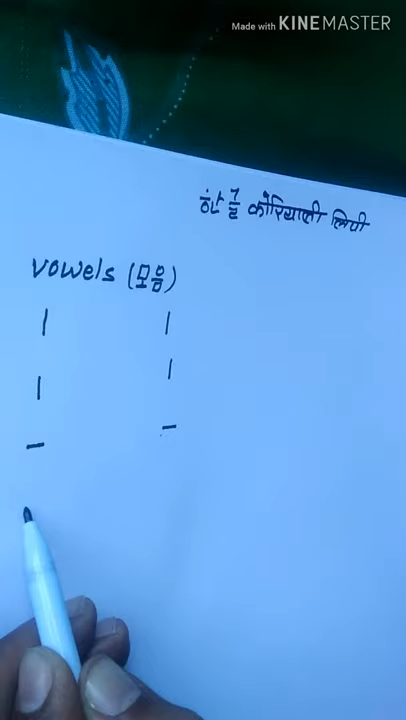 Made with KINEMASTER
한글 कोरियाली लिपी
vowels (모음)
ㅣ ㅣ
ㅣ ㅣ
ㅡ ㅡ